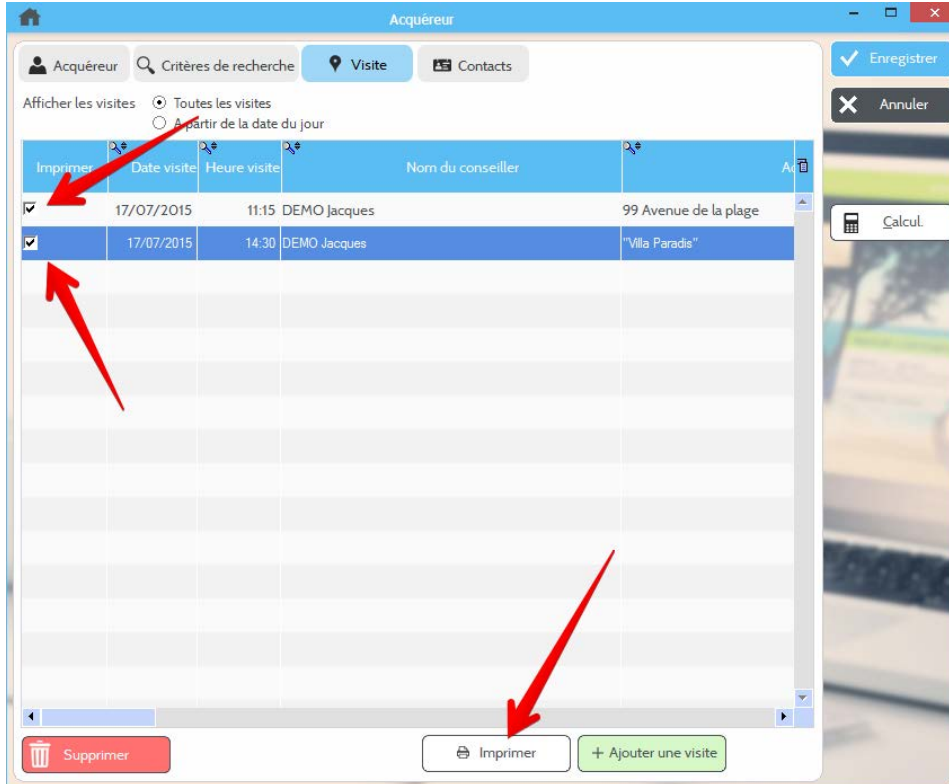 Acquéreur
Acquéreur Critères de recherche Visite Contacts
Enregistrer
Annuler
Calcul.
Afficher les visites Toutes les visites
A partir de la date du jour
Imprimer Date visite Heure visite Nom du conseiller
17/07/2015 11:15 DEMO Jacques 99 Avenue de la plage
17/07/2015 14:30 DEMO Jacques "Villa Paradis"
Supprimer Imprimer + Ajouter une visite